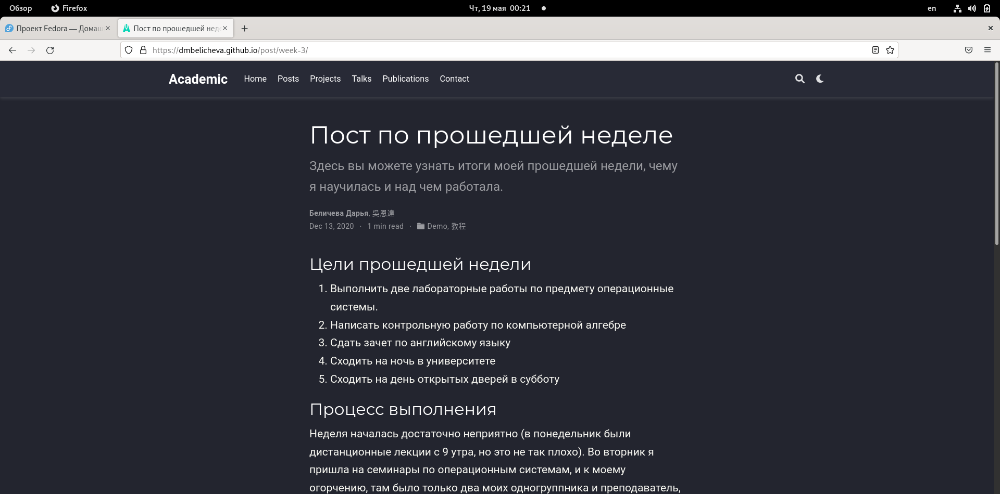 Обзор Firefox Чт, 19 мая 00:21 en
Проект Fedora — Домаш Пост по прошедшей нед
https://dmbelicheva.github.io/post/week-3/
Academic Home Posts Projects Talks Publications Contact
Пост по прошедшей неделе
Здесь вы можете узнать итоги моей прошедшей недели, чему
я научилась и над чем работала.
Беличева Дарья, 吳恩達
Dec 13, 2020 · 1 min read · Demo, 教程
Цели прошедшей недели
1. Выполнить две лабораторные работы по предмету операционные
системы.
2. Написать контрольную работу по компьютерной алгебре
3. Сдать зачет по английскому языку
4. Сходить на ночь в университете
5. Сходить на день открытых дверей в субботу
Процесс выполнения
Неделя началась достаточно неприятно (в понедельник были
дистанционные лекции с 9 утра, но это не так плохо). Во вторник я
пришла на семинары по операционным системам, и к моему
огорчению, там было только два моих одногруппника и преподаватель,